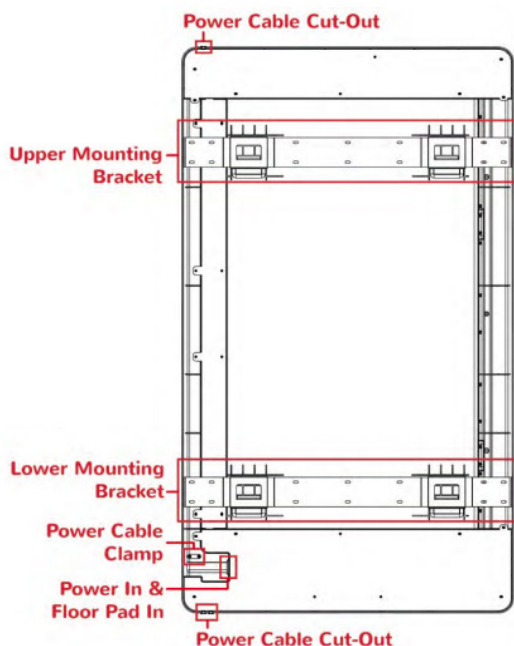 Power Cable Cut-Out
Upper Mounting
Bracket
Lower Mounting
Bracket
Power Cable
Clamp
Power In &
Floor Pad In
Power Cable Cut-Out